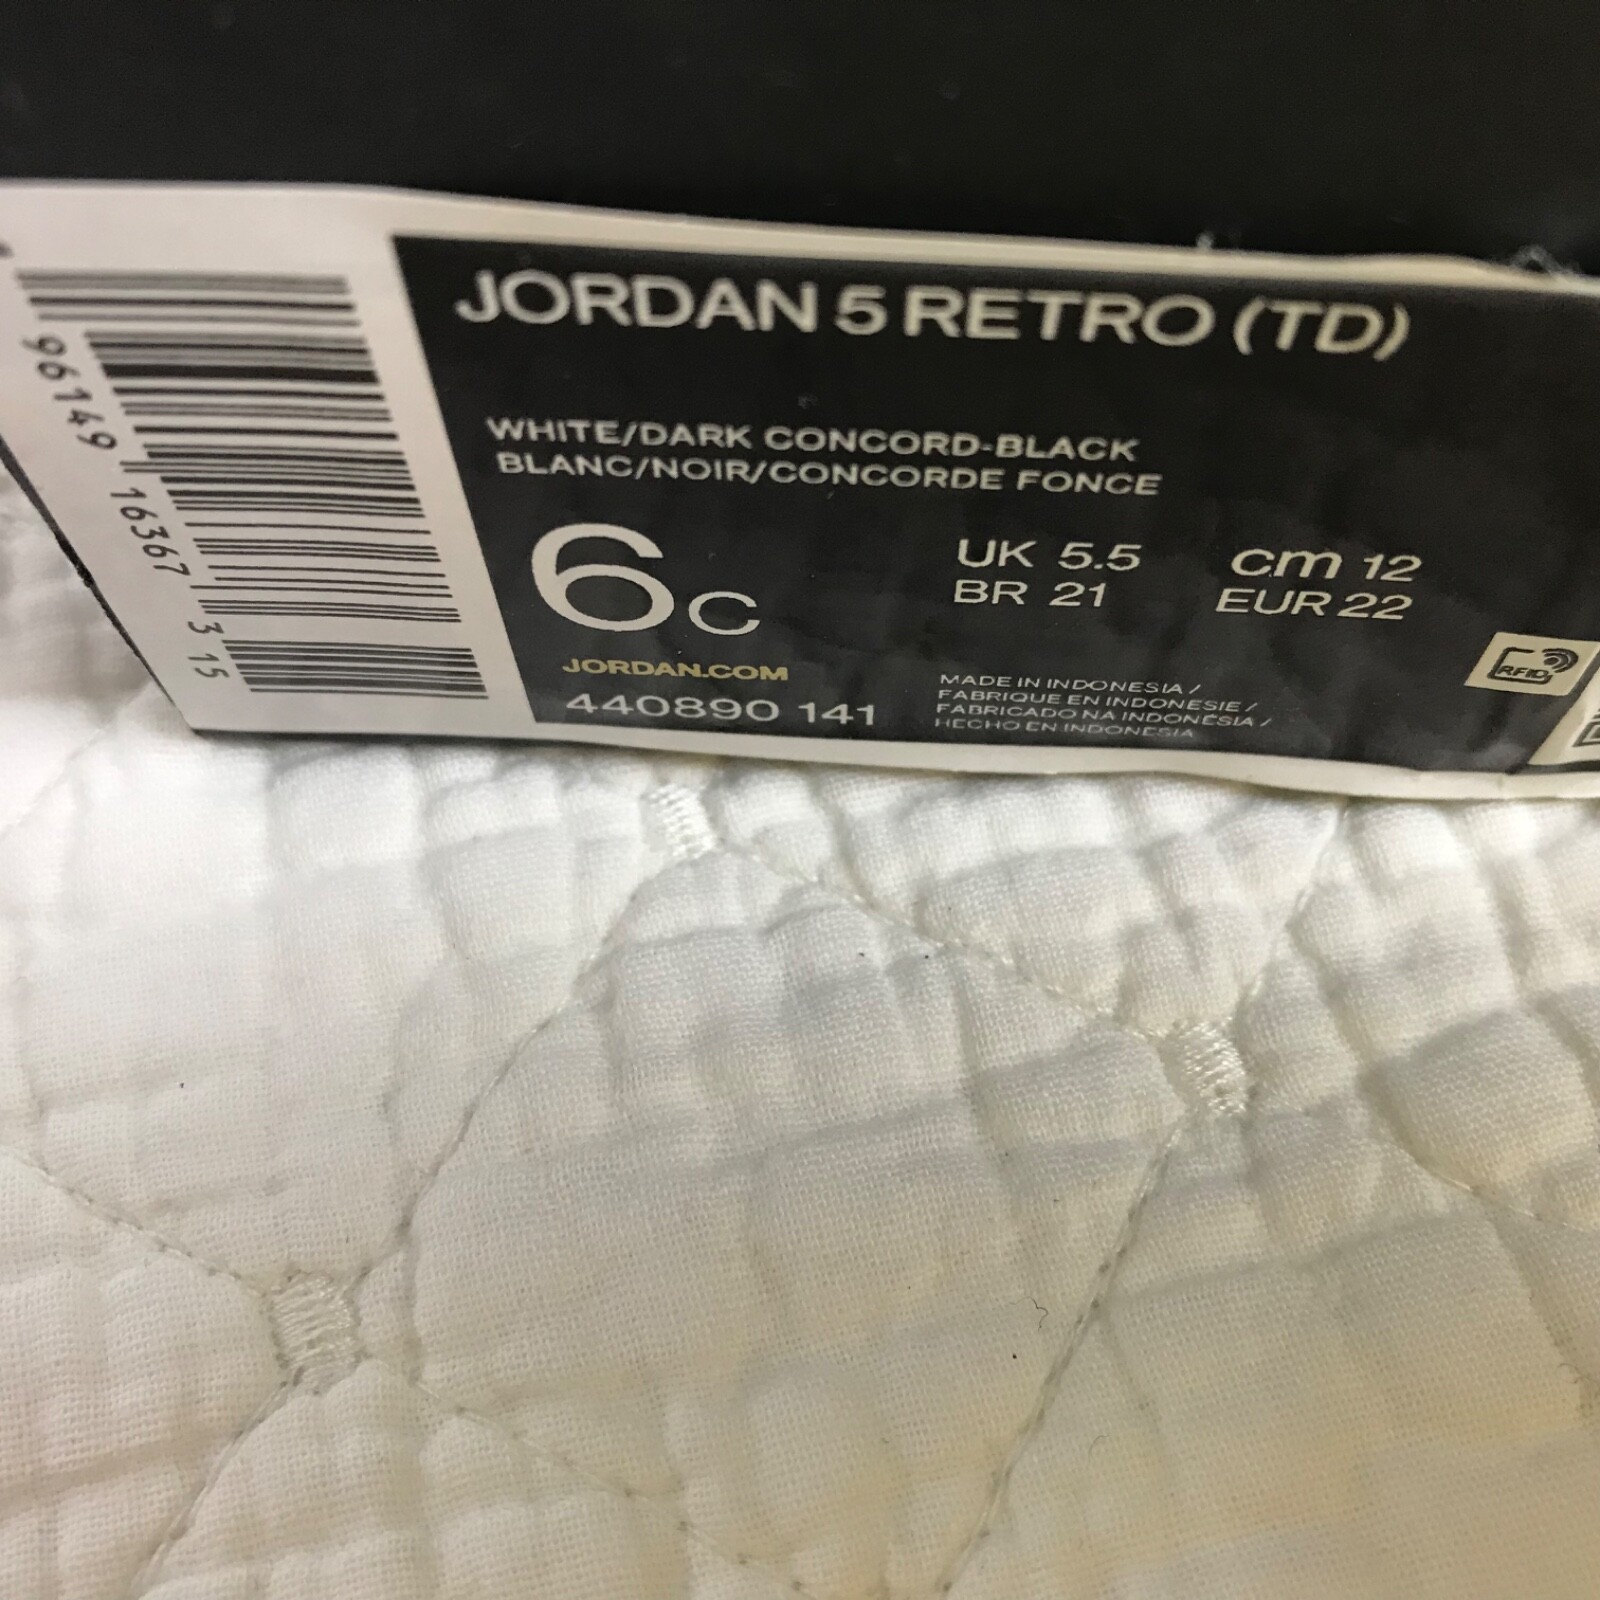 JORDAN 5 RETRO (TD)
WHITE/DARK CONCORD-BLACK
BLANC/NOIR/CONCORDE FONCE
6C
UK 5.5
cm 12
BR 21
EUR 22
JORDAN.COM
440890 141
MADE IN INDONESIA /
FABRIQUE EN INDONESIE /
FABRICADO NA INDONÉSIA /
HECHO EN INDONESIA
RFID
96149 16367 3 15